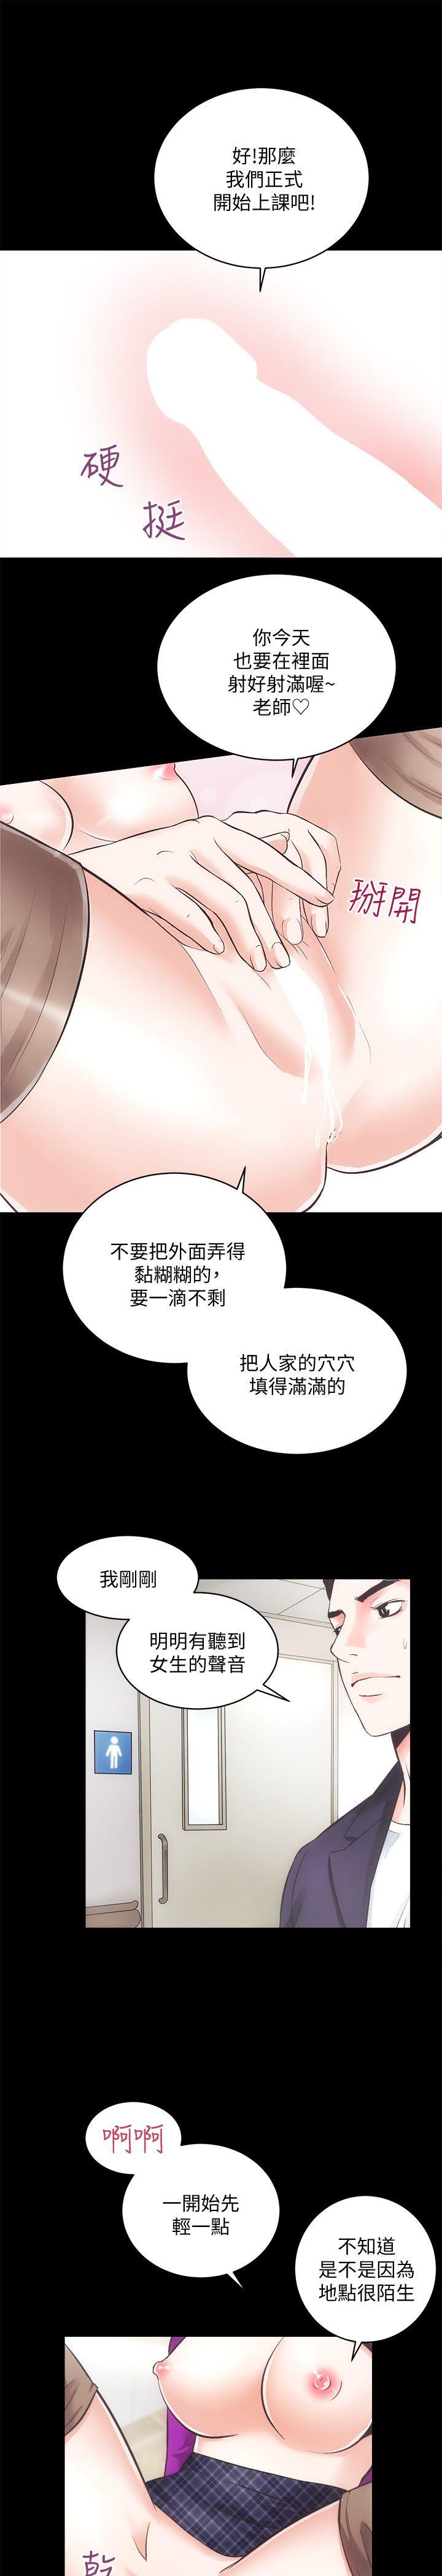 好!那麼
我們正式
開始上課吧!
硬
挺
你今天
也要在裡面
射好射滿喔~
老師♡
掰開
不要把外面弄得
黏糊糊的,
要一滴不剩
把人家的穴穴
填得滿滿的
我剛剛
明明有聽到
女生的聲音
啊啊
一開始先
輕一點
不知道
是不是因為
地點很陌生
乾